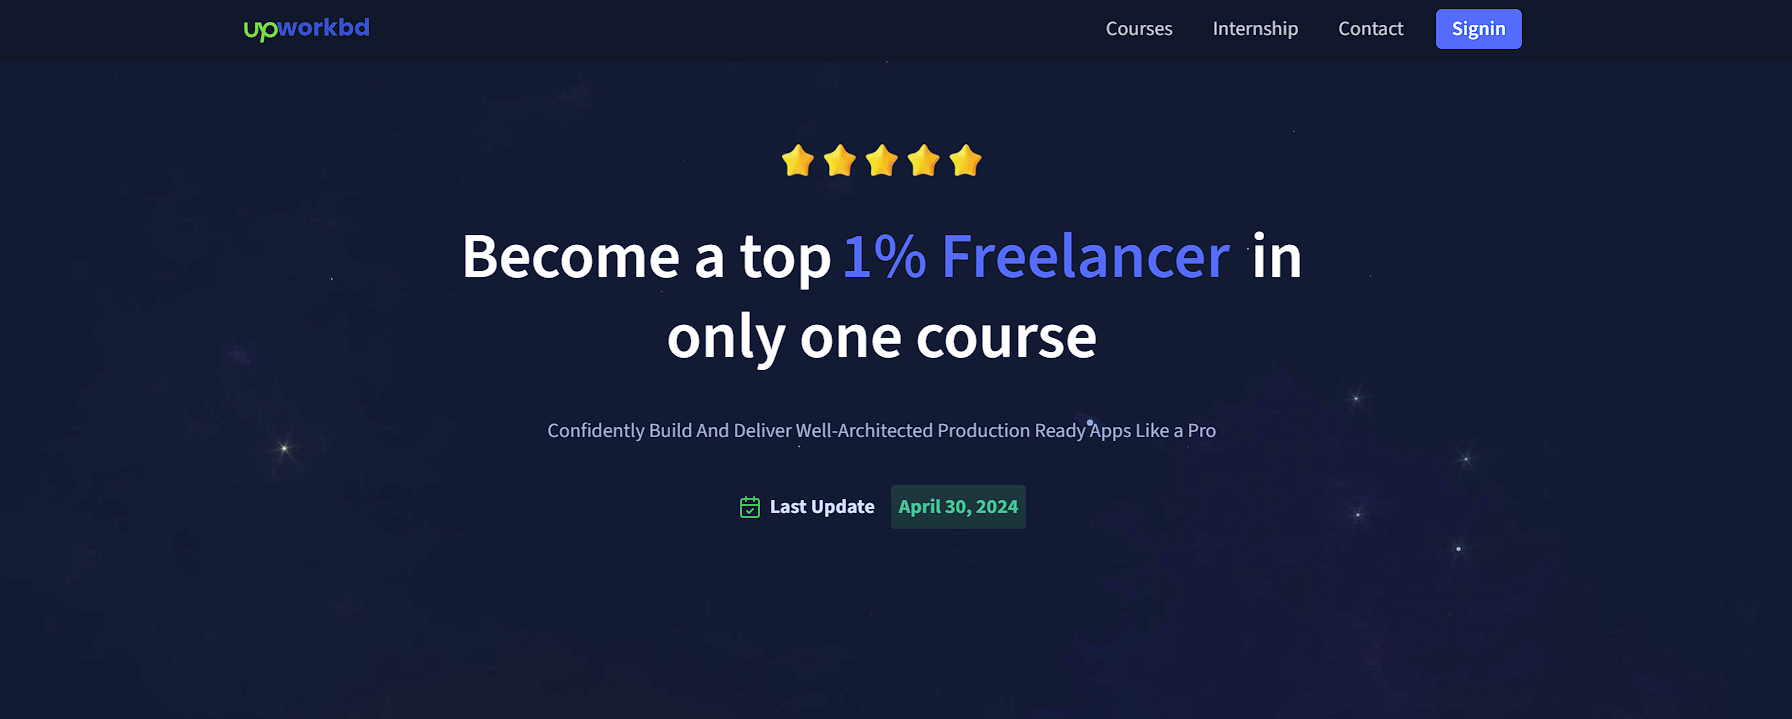 upworkbd
Courses
Internship
Contact
Signin
Become a top 1% Freelancer in
only one course
Confidently Build And Deliver Well-Architected Production Ready Apps Like a Pro
Last Update
April 30, 2024